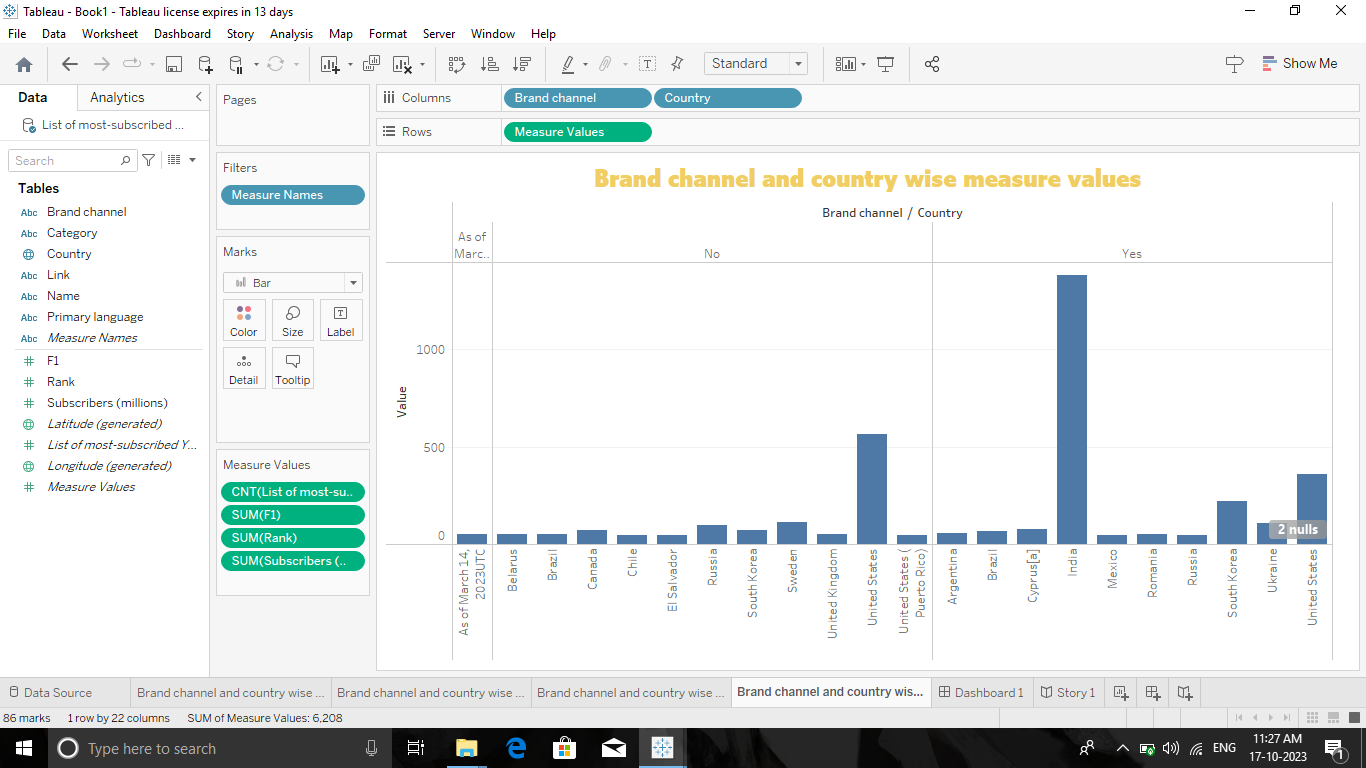 Tableau - Book1 - Tableau license expires in 13 days
File Data Worksheet Dashboard Story Analysis Map Format Server Window Help
Standard
Show Me
Data Analytics
List of most-subscribed ...
Search
Tables
Abc Brand channel
Abc Category
Country
Abc Link
Abc Name
Abc Primary language
Abc Measure Names
F1
Rank
Subscribers (millions)
Latitude (generated)
List of most-subscribed Y...
Longitude (generated)
Measure Values
Pages
Filters
Measure Names
Marks
Bar
Color Size Label
Detail Tooltip
Measure Values
CNT(List of most-su..
SUM(F1)
SUM(Rank)
SUM(Subscribers (..
Columns Brand channel Country
Rows Measure Values
Brand channel and country wise measure values
Brand channel / Country
As of
Marc..
No
Yes
Value
1000
500
0
2 nulls
As of March 14,
2023UTC
Belarus
Brazil
Canada
Chile
El Salvador
Russia
South Korea
Sweden
United Kingdom
United States
United States (
Puerto Rico)
Argentina
Brazil
Cyprus[a]
India
Mexico
Romania
Russia
South Korea
Ukraine
United States
Data Source Brand channel and country wise ... Brand channel and country wise ... Brand channel and country wise ... Brand channel and country wis... Dashboard 1 Story 1
86 marks 1 row by 22 columns SUM of Measure Values: 6,208
Type here to search
ENG
11:27 AM
17-10-2023
1